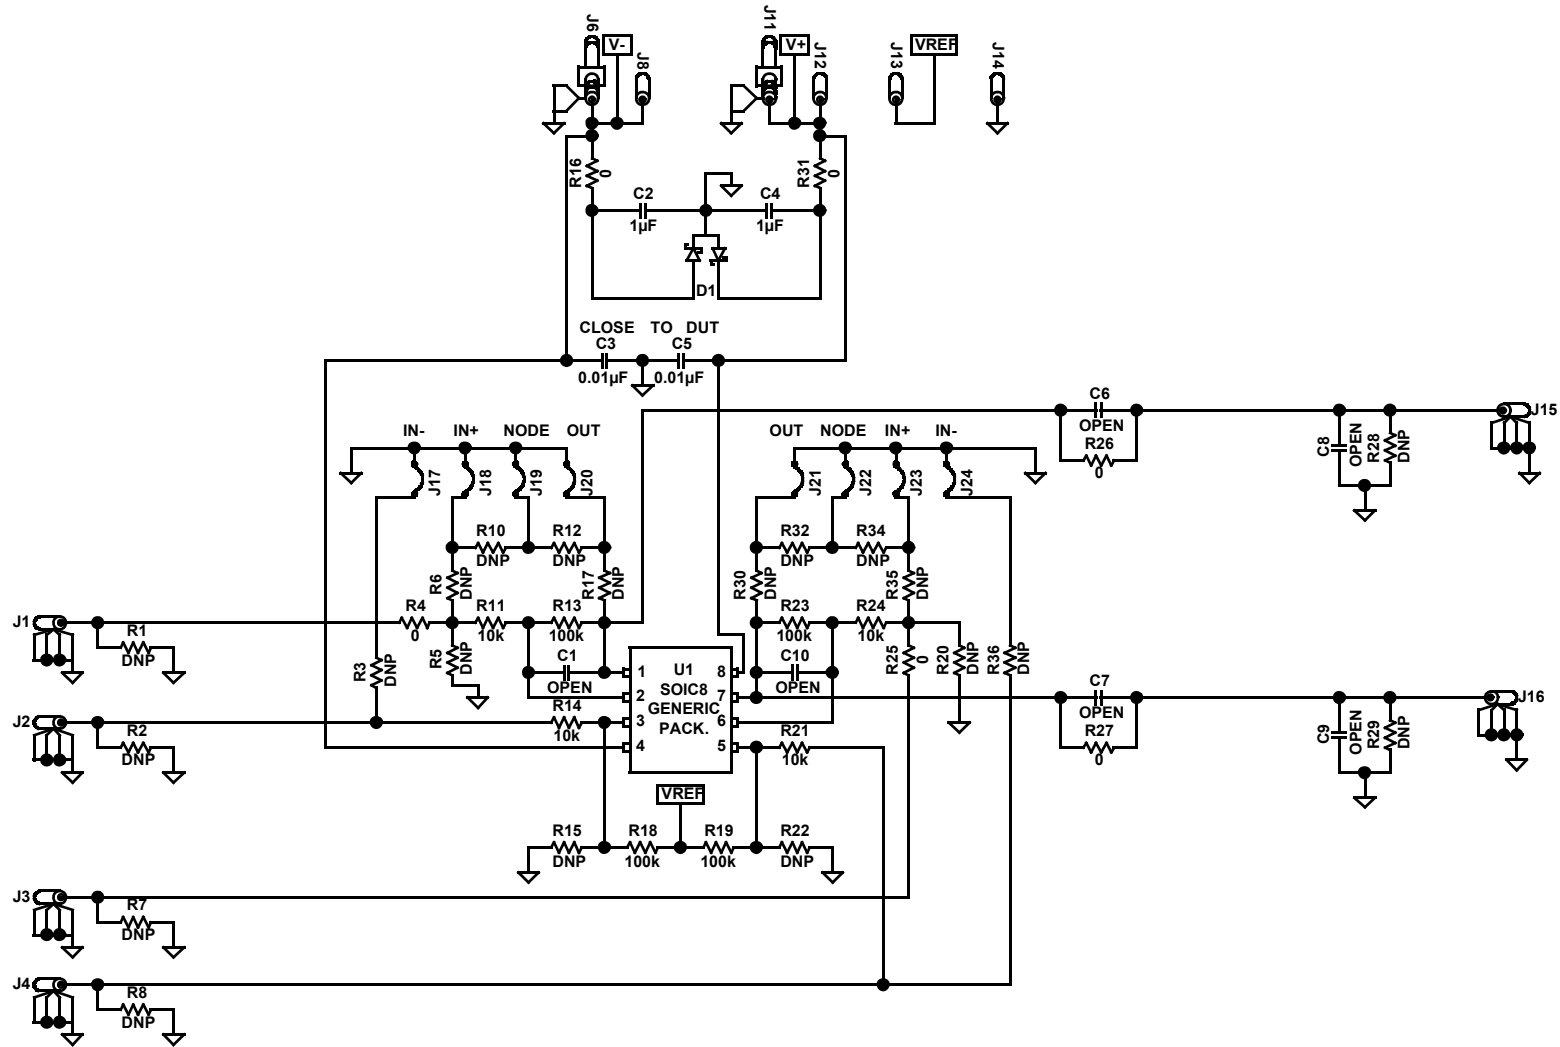 J6
V-
J8
J11
V+
J12
J13
VREF
J14
R16
0
R31
0
C2
1µF
C4
1µF
D1
CLOSE TO DUT
C3
C5
0.01µF
0.01µF
IN-
IN+
NODE
OUT
OUT
NODE
IN+
IN-
J17
J18
J19
J20
J21
J22
J23
J24
C6
OPEN
R26
0
C8
OPEN
R28
DNP
J15
R10
DNP
R12
DNP
R32
DNP
R34
DNP
R6
DNP
R17
DNP
R30
DNP
R35
DNP
J1
R1
DNP
R4
0
R11
10k
R13
100k
R23
100k
R24
10k
R3
DNP
R5
DNP
C1
OPEN
U1
SOIC8
GENERIC
PACK.
1
2
3
4
8
7
6
5
C10
OPEN
R25
0
R20
DNP
R36
DNP
J2
R2
DNP
R14
10k
R21
10k
C7
OPEN
R27
0
C9
OPEN
R29
DNP
J16
VREF
R15
DNP
R18
100k
R19
100k
R22
DNP
J3
R7
DNP
J4
R8
DNP